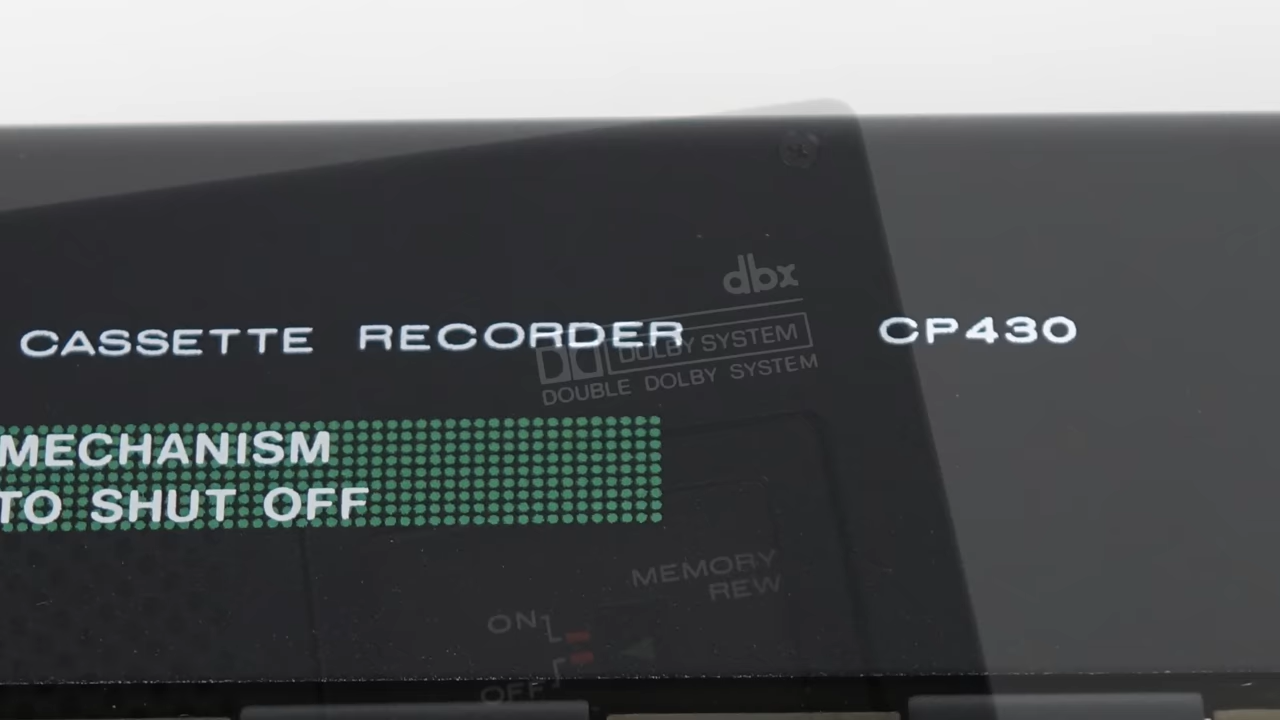 dbx
CASSETTE RECORDER CP430
DOLBY SYSTEM
DOUBLE DOLBY SYSTEM
MECHANISM
TO SHUT OFF
MEMORY
REW
ON
OFF